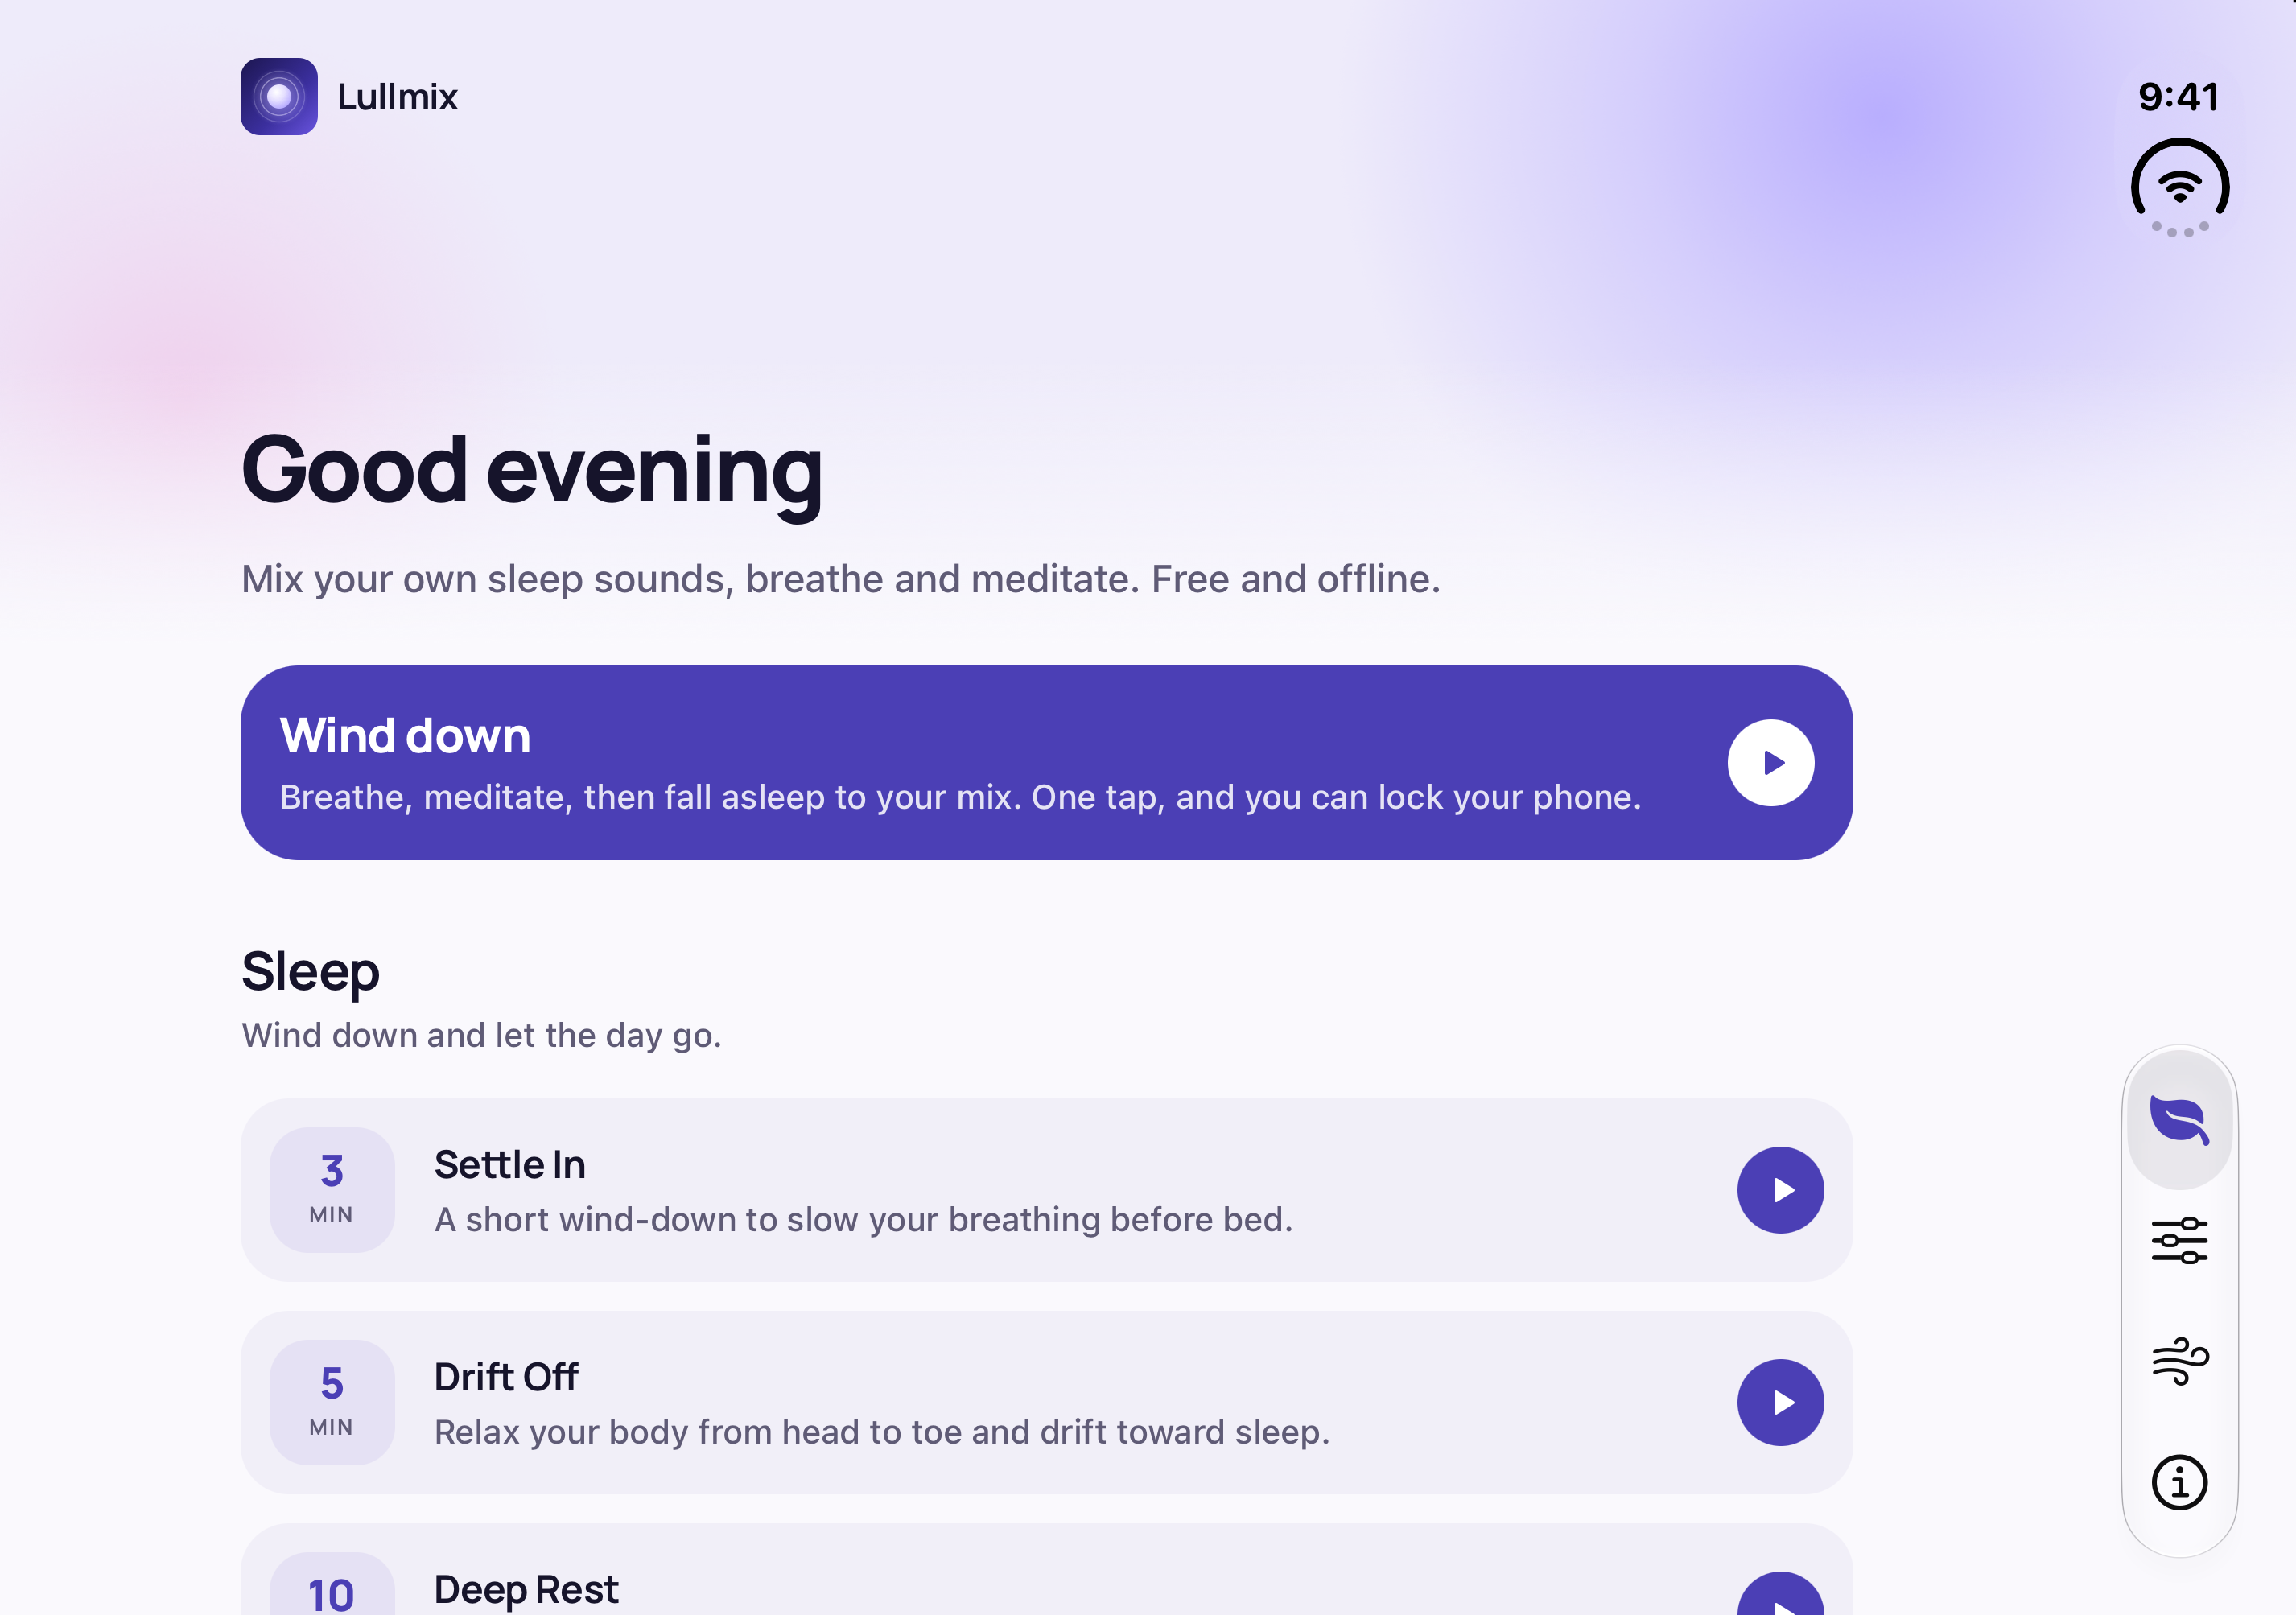 Lullmix
9:41
Good evening
Mix your own sleep sounds, breathe and meditate. Free and offline.
Wind down
Breathe, meditate, then fall asleep to your mix. One tap, and you can lock your phone.
Sleep
Wind down and let the day go.
3
MIN
Settle In
A short wind-down to slow your breathing before bed.
5
MIN
Drift Off
Relax your body from head to toe and drift toward sleep.
10
Deep Rest